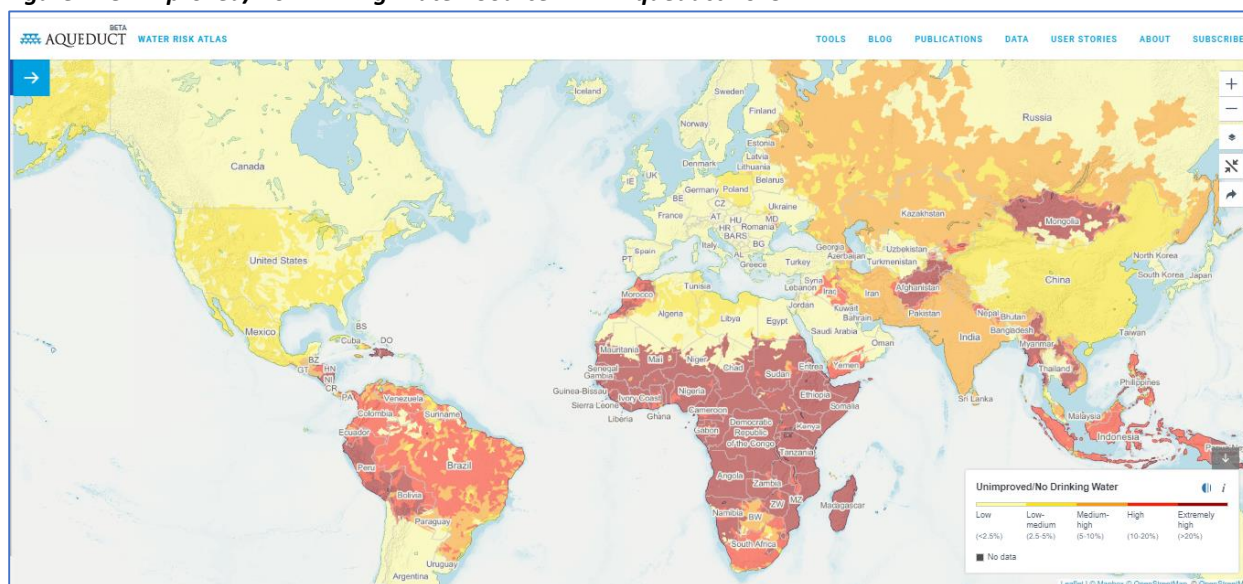 BETA
AQUEDUCT WATER RISK ATLAS
TOOLS BLOG PUBLICATIONS DATA USER STORIES ABOUT SUBSCRIBE
Iceland
Sweden
Finland
Norway
Russia
Estonia
Latvia
Lithuania
Denmark
Canada
IE UK
Germany Poland
Belarus
BE
CZ
Ukraine
France
AT HU
MD
HR Romania
BARS
Kazakhstan
Mongolia
Italy
BG
AL
Spain
PT
Greece
Turkey
Georgia
Azerbaijan
Uzbekistan
Turkmenistan
North Korea
South Korea
Japan
United States
China
Syria
Lebanon
Iraq
Iran
Afghanistan
Tunisia
Morocco
Jordan
Kuwait
Bahrain
Pakistan
Nepal
Bhutan
Algeria
Libya
Egypt
Saudi Arabia
India
Bangladesh
Myanmar
Taiwan
Mexico
BS
Cuba
DO
Oman
BZ
GT
HN
NI
CR
PA
Mauritania
Mali
Niger
Chad
Sudan
Eritrea
Yemen
Thailand
Philippines
Senegal
Gambia
Guinea-Bissau
Sierra Leone
Ivory Coast
Liberia
Ghana
Nigeria
Ethiopia
Somalia
Sri Lanka
Venezuela
Colombia
Suriname
Cameroon
Gabon
Democratic
Republic
of the Congo
Kenya
Tanzania
Malaysia
Indonesia
Ecuador
Peru
Brazil
Bolivia
Angola
Zambia
ZW
MZ
Madagascar
Paraguay
Namibia
BW
South Africa
Uruguay
Argentina
Unimproved/No Drinking Water
Low Low-medium Medium-high High Extremely high
(<2.5%) (2.5-5%) (5-10%) (10-20%) (>20%)
No data